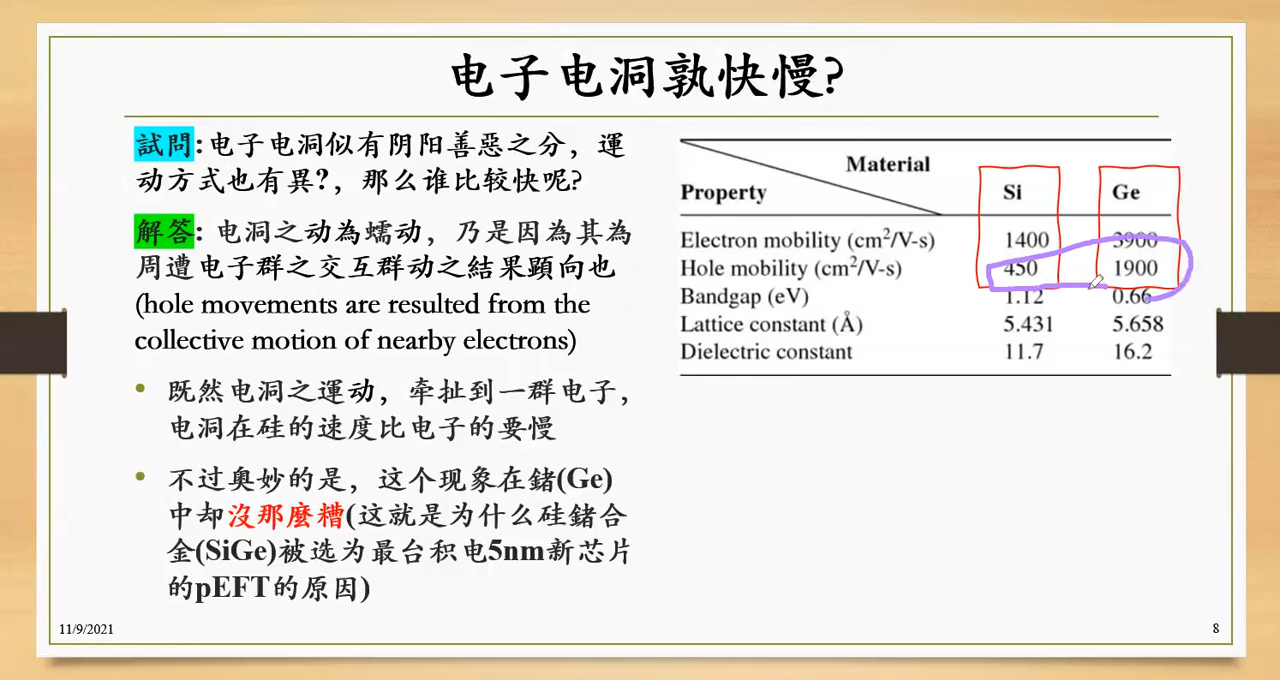 电子电洞孰快慢?
試問:电子电洞似有阴阳善惡之分，運
动方式也有異?，那么谁比较快呢?
解答: 电洞之动為蠕动，乃是因為其為
周遭电子群之交互群动之結果顕向也
(hole movements are resulted from the
collective motion of nearby electrons)
• 既然电洞之運动，牵扯到一群电子，
电洞在硅的速度比电子的要慢
• 不过奥妙的是，这个现象在鍺(Ge)
中却沒那麼糟(这就是为什么硅鍺合
金(SiGe)被选为最台积电5nm新芯片
的pEFT的原因)
Material
Property Si Ge
Electron mobility (cm²/V-s) 1400 3900
Hole mobility (cm²/V-s) 450 1900
Bandgap (eV) 1.12 0.66
Lattice constant (Å) 5.431 5.658
Dielectric constant 11.7 16.2
11/9/2021
8